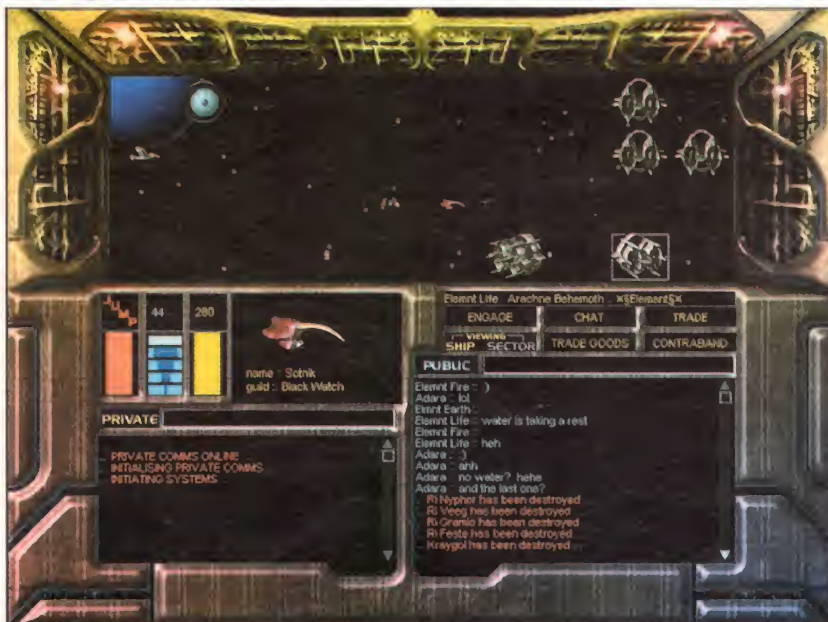 JUMP
44
280
name :: Sotnik
guild :: Black Watch
PRIVATE
PRIVATE COMMS ONLINE
INITIALISING PRIVATE COMMS
INITIATING SYSTEMS
Elemnt Life Arachne Behemoth .. ¤§Element§¤
ENGAGE
CHAT
TRADE
VIEWING
SHIP SECTOR
TRADE GOODS
CONTRABAND
PUBLIC
Elemnt Fire :: :)
Adara :: lol
Elmnt Earth ::
Elemnt Life :: water is taking a rest
Elemnt Fire ::
Elemnt Life :: heh
Adara :: :)
Adara :: ahh
Adara :: no water? hehe
Adara :: and the last one?
Ri Nyphor has been destroyed
Ri Veeg has been destroyed
Ri Gramio has been destroyed
Ri Feste has been destroyed
Kraygol has been destroyed